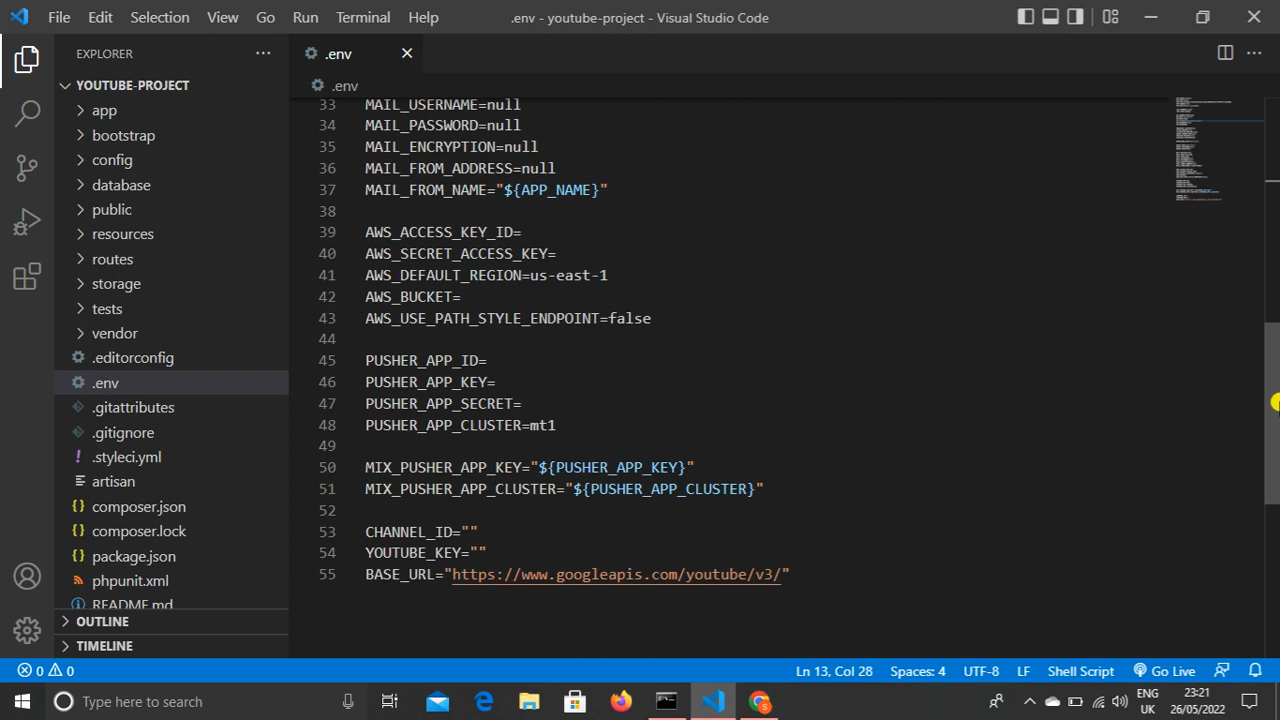 File Edit Selection View Go Run Terminal Help .env - youtube-project - Visual Studio Code
EXPLORER
YOUTUBE-PROJECT
app
bootstrap
config
database
public
resources
routes
storage
tests
vendor
.editorconfig
.env
.gitattributes
.gitignore
.styleci.yml
artisan
composer.json
composer.lock
package.json
phpunit.xml
README.md
OUTLINE
TIMELINE
.env
.env
33 MAIL_USERNAME=null
34 MAIL_PASSWORD=null
35 MAIL_ENCRYPTION=null
36 MAIL_FROM_ADDRESS=null
37 MAIL_FROM_NAME="${APP_NAME}"
38
39 AWS_ACCESS_KEY_ID=
40 AWS_SECRET_ACCESS_KEY=
41 AWS_DEFAULT_REGION=us-east-1
42 AWS_BUCKET=
43 AWS_USE_PATH_STYLE_ENDPOINT=false
44
45 PUSHER_APP_ID=
46 PUSHER_APP_KEY=
47 PUSHER_APP_SECRET=
48 PUSHER_APP_CLUSTER=mt1
49
50 MIX_PUSHER_APP_KEY="${PUSHER_APP_KEY}"
51 MIX_PUSHER_APP_CLUSTER="${PUSHER_APP_CLUSTER}"
52
53 CHANNEL_ID=""
54 YOUTUBE_KEY=""
55 BASE_URL="https://www.googleapis.com/youtube/v3/"
0 0 Ln 13, Col 28 Spaces: 4 UTF-8 LF Shell Script Go Live
Type here to search
ENG
UK
23:21
26/05/2022